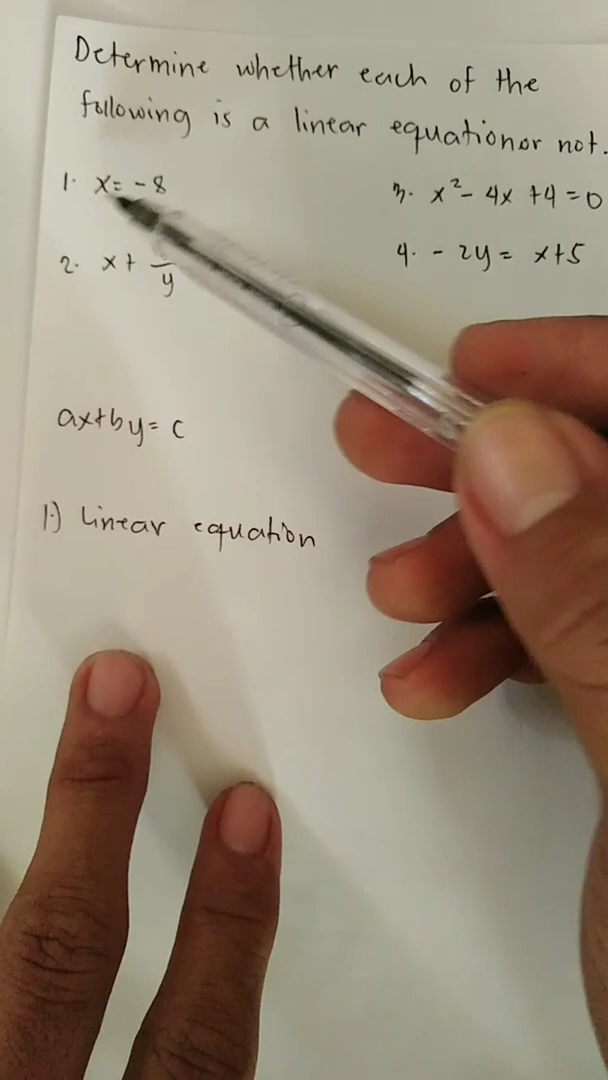 Determine whether each of the
following is a linear equation or not.
1. x = -8
2. x + — y
3. x² - 4x + 4 = 0
4. - 2y = x + 5
ax + by = c
1.) linear equation